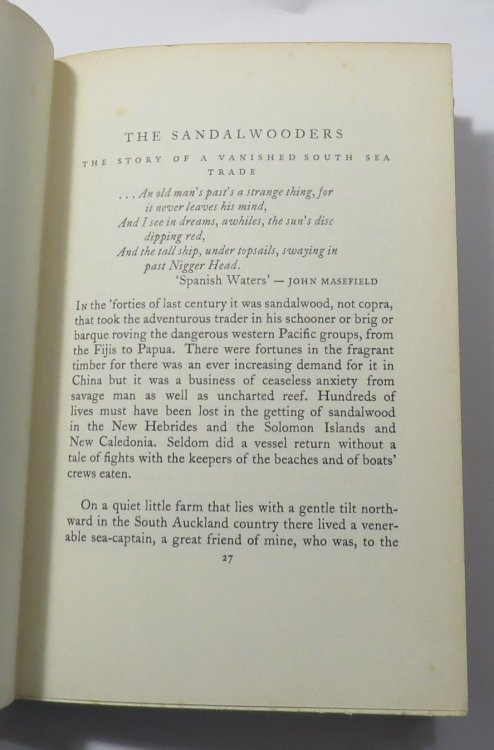 THE SANDALWOODERS
THE STORY OF A VANISHED SOUTH SEA
TRADE
. . . An old man's past's a strange thing, for
it never leaves his mind,
And I see in dreams, awhiles, the sun's disc
dipping red,
And the tall ship, under topsails, swaying in
past Nigger Head.
'Spanish Waters' — JOHN MASEFIELD
IN the 'forties of last century it was sandalwood, not copra,
that took the adventurous trader in his schooner or brig or
barque roving the dangerous western Pacific groups, from
the Fijis to Papua. There were fortunes in the fragrant
timber for there was an ever increasing demand for it in
China but it was a business of ceaseless anxiety from
savage man as well as uncharted reef. Hundreds of
lives must have been lost in the getting of sandalwood
in the New Hebrides and the Solomon Islands and
New Caledonia. Seldom did a vessel return without a
tale of fights with the keepers of the beaches and of boats'
crews eaten.
On a quiet little farm that lies with a gentle tilt north-
ward in the South Auckland country there lived a vener-
able sea-captain, a great friend of mine, who was, to the
27